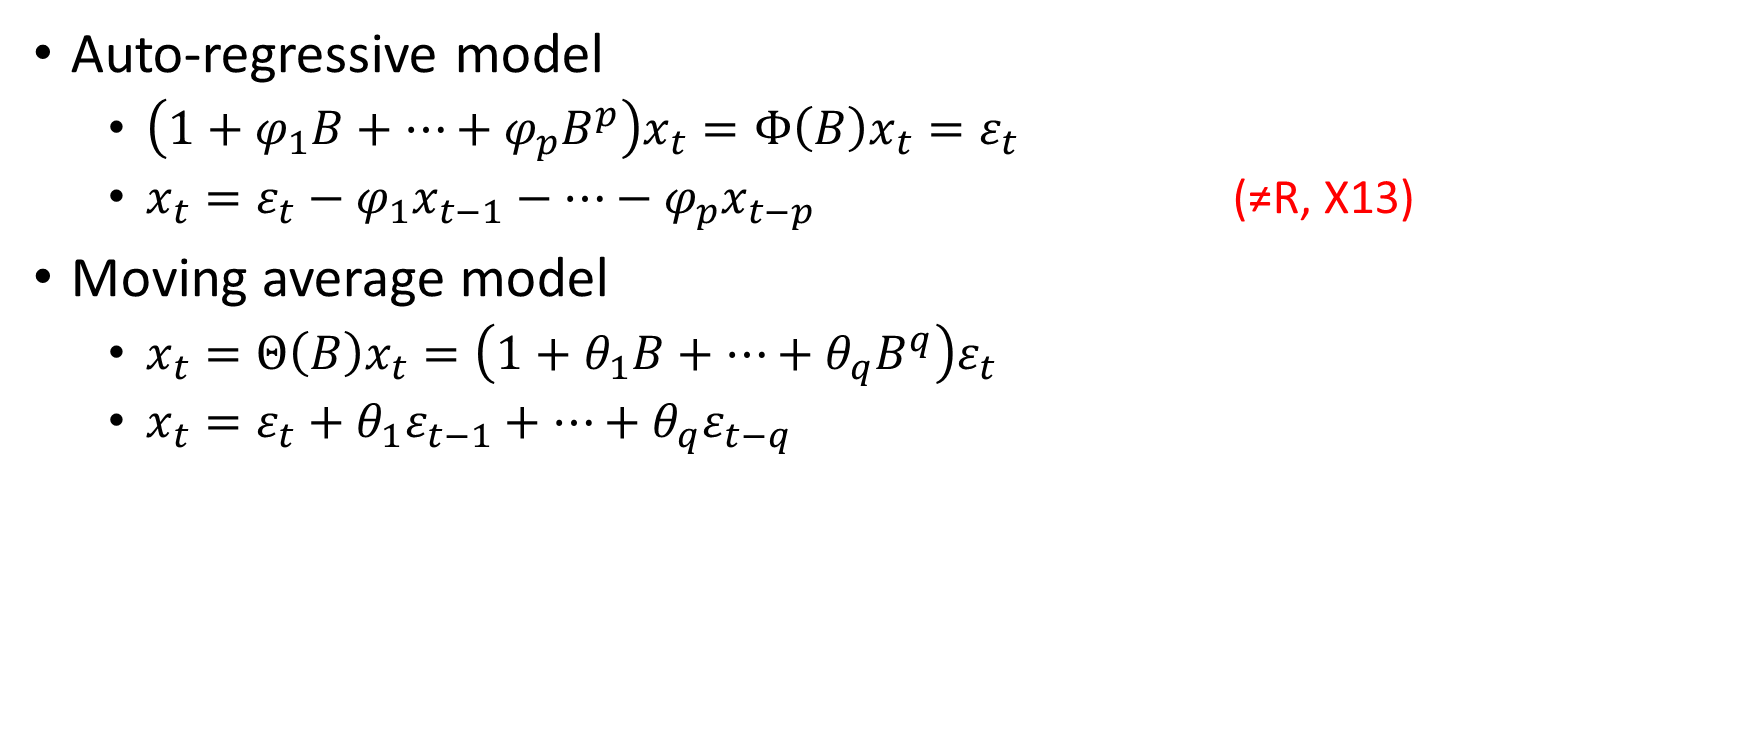 • Auto-regressive model
• (1 + φ₁B + ⋯ + φₚBᵖ)xₜ = Φ(B)xₜ = εₜ
• xₜ = εₜ − φ₁xₜ₋₁ − ⋯ − φₚxₜ₋ₚ (≠R, X13)
• Moving average model
• xₜ = Θ(B)xₜ = (1 + θ₁B + ⋯ + θ_qB^q)εₜ
• xₜ = εₜ + θ₁εₜ₋₁ + ⋯ + θ_qε_{t−q}